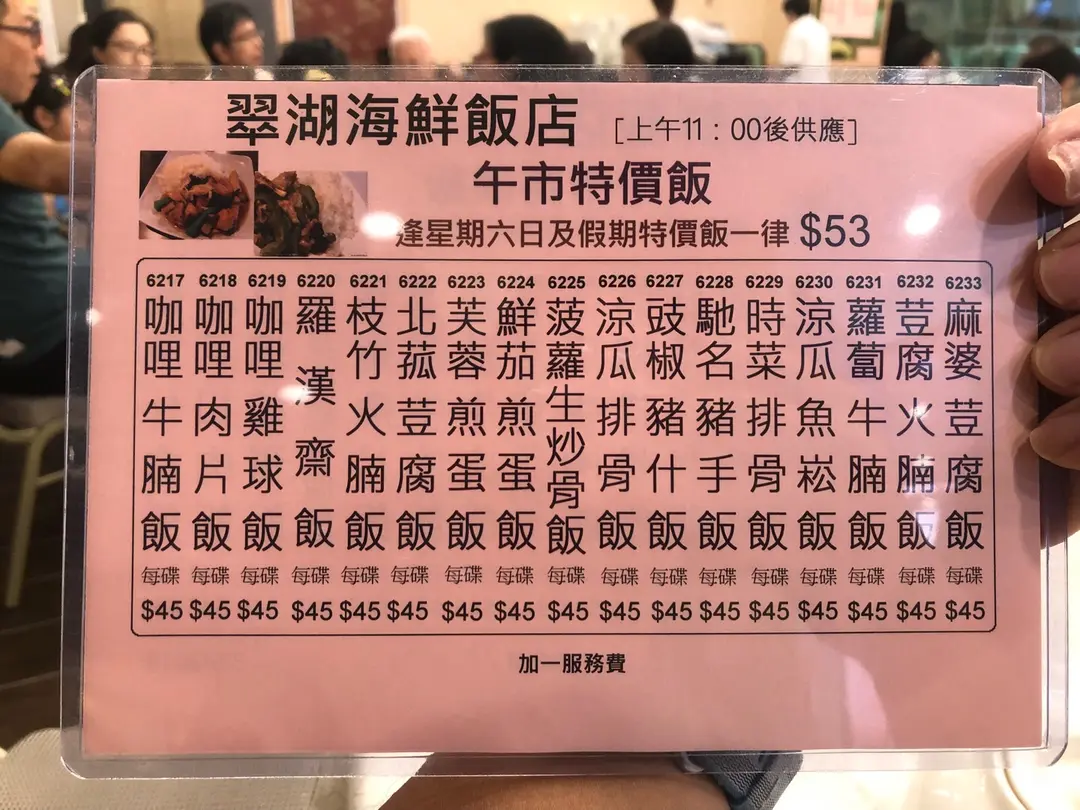 翠湖海鮮飯店 [上午11:00後供應]
午市特價飯
逢星期六日及假期特價飯一律 $53
6217 咖哩牛腩飯 每碟 $45
6218 咖哩肉片飯 每碟 $45
6219 咖哩雞球飯 每碟 $45
6220 羅漢齋飯 每碟 $45
6221 枝竹火腩飯 每碟 $45
6222 北菰荳腐飯 每碟 $45
6223 芙蓉煎蛋飯 每碟 $45
6224 鮮茄煎蛋飯 每碟 $45
6225 菠蘿生炒骨飯 每碟 $45
6226 涼瓜排骨飯 每碟 $45
6227 豉椒豬什飯 每碟 $45
6228 馳名豬手飯 每碟 $45
6229 時菜排骨飯 每碟 $45
6230 涼瓜魚崧飯 每碟 $45
6231 蘿蔔牛腩飯 每碟 $45
6232 荳腐火腩飯 每碟 $45
6233 麻婆荳腐飯 每碟 $45
加一服務費